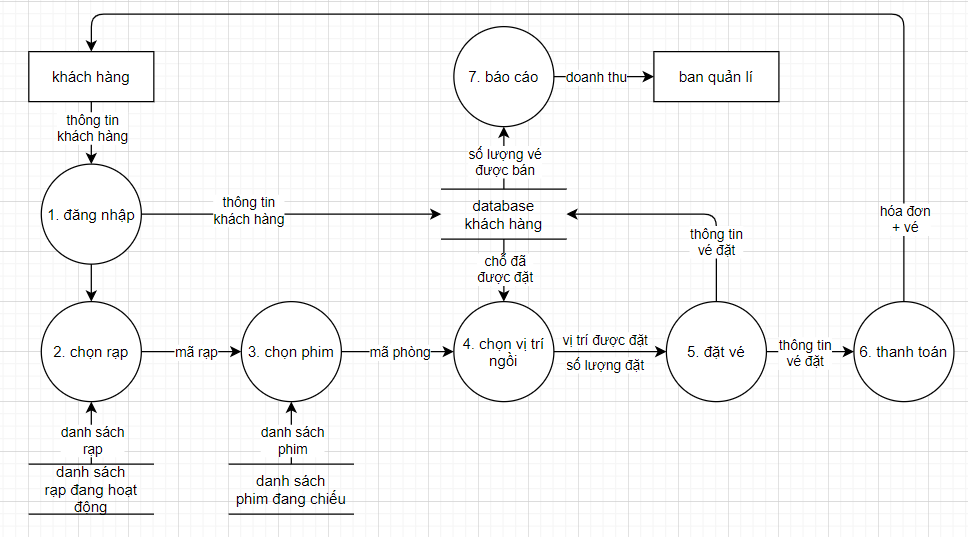 khách hàng
7. báo cáo
doanh thu
ban quản lí
thông tin
khách hàng
số lượng vé
được bán
1. đăng nhập
thông tin
khách hàng
database
khách hàng
thông tin
vé đặt
hóa đơn
+ vé
chỗ đã
được đặt
2. chọn rạp
mã rạp
3. chọn phim
mã phòng
4. chọn vị trí
ngồi
vị trí được đặt
số lượng đặt
5. đặt vé
thông tin
vé đặt
6. thanh toán
danh sách
rạp
danh sách
phim
danh sách
rạp đang hoạt
động
danh sách
phim đang chiếu